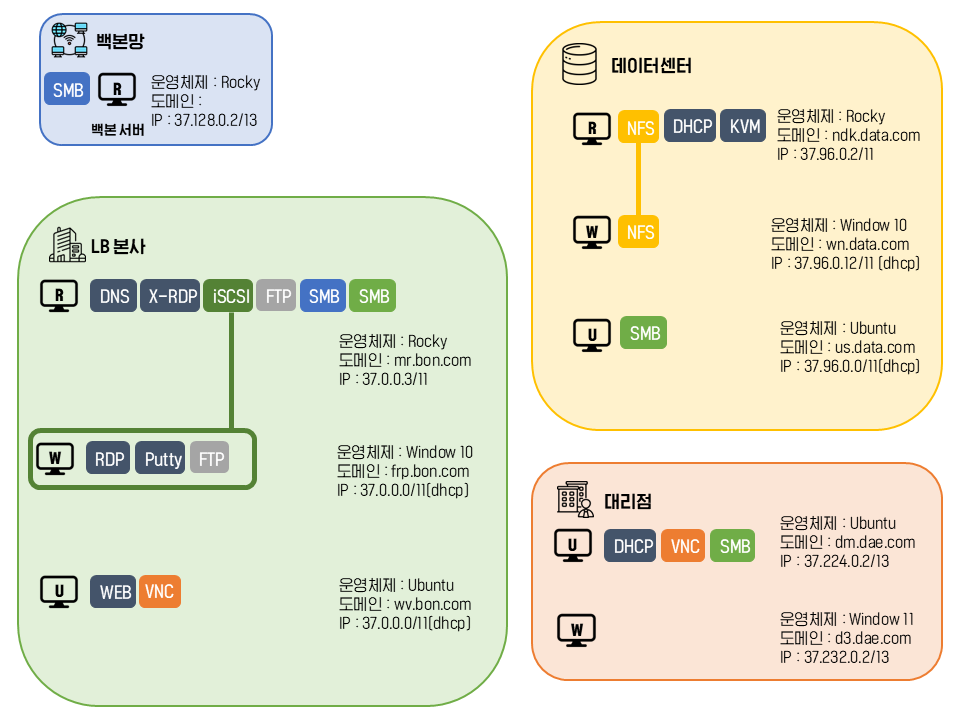 백본망
SMB
R
백본 서버
운영체제 : Rocky
도메인 :
IP : 37.128.0.2/13
LB 본사
R
DNS
X-RDP
iSCSI
FTP
SMB
SMB
운영체제 : Rocky
도메인 : mr.bon.com
IP : 37.0.0.3/11
W
RDP
Putty
FTP
운영체제 : Window 10
도메인 : frp.bon.com
IP : 37.0.0.0/11(dhcp)
U
WEB
VNC
운영체제 : Ubuntu
도메인 : wv.bon.com
IP : 37.0.0.0/11(dhcp)
데이터센터
R
NFS
DHCP
KVM
운영체제 : Rocky
도메인 : ndk.data.com
IP : 37.96.0.2/11
W
NFS
운영체제 : Window 10
도메인 : wn.data.com
IP : 37.96.0.12/11 (dhcp)
U
SMB
운영체제 : Ubuntu
도메인 : us.data.com
IP : 37.96.0.0/11(dhcp)
대리점
U
DHCP
VNC
SMB
운영체제 : Ubuntu
도메인 : dm.dae.com
IP : 37.224.0.2/13
W
운영체제 : Window 11
도메인 : d3.dae.com
IP : 37.232.0.2/13